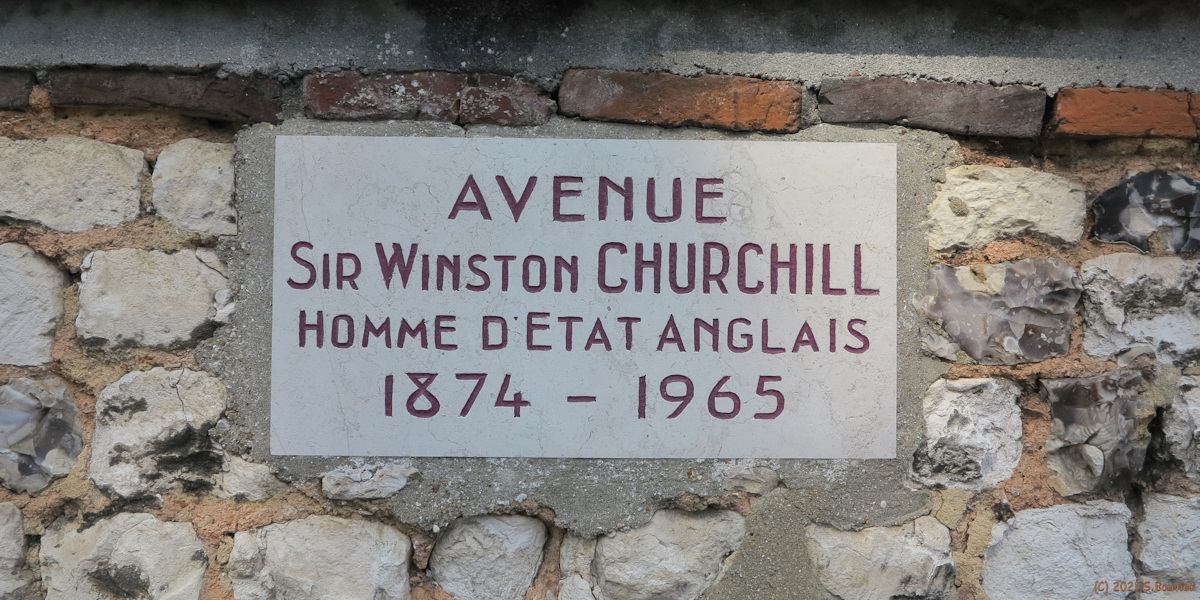 AVENUE
SIR WINSTON CHURCHILL
HOMME D'ETAT ANGLAIS
1874 - 1965